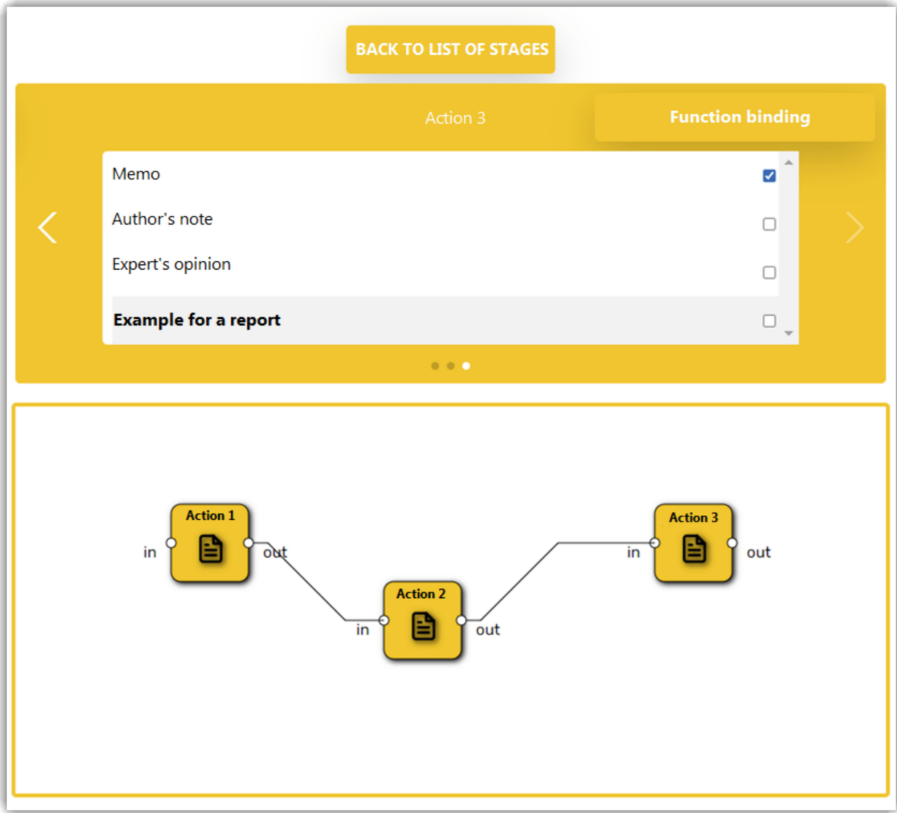 BACK TO LIST OF STAGES
Action 3
Function binding
Memo
Author's note
Expert's opinion
Example for a report
Action 1
in
out
Action 2
in
out
Action 3
in
out